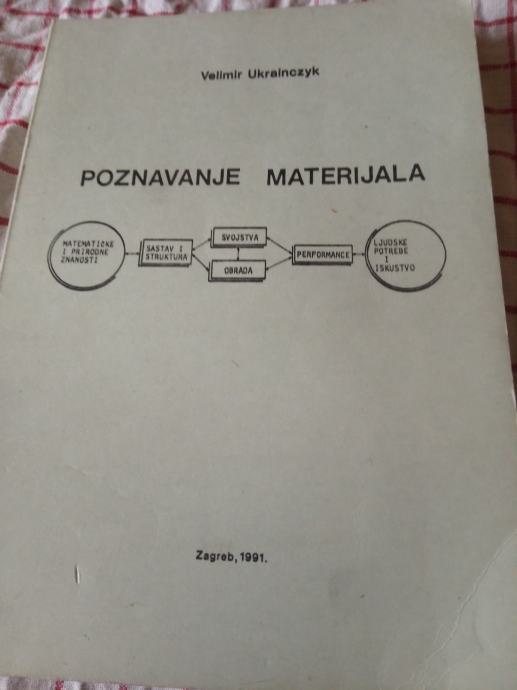 Velimir Ukrainczyk
POZNAVANJE MATERIJALA
MATEMATIČKE
I PRIRODNE
ZNANOSTI
SASTAV I
STRUKTURA
SVOJSTVA
OBRADA
PERFORMANCE
LJUDSKE
POTREBE
I
ISKUSTVO
Zagreb, 1991.